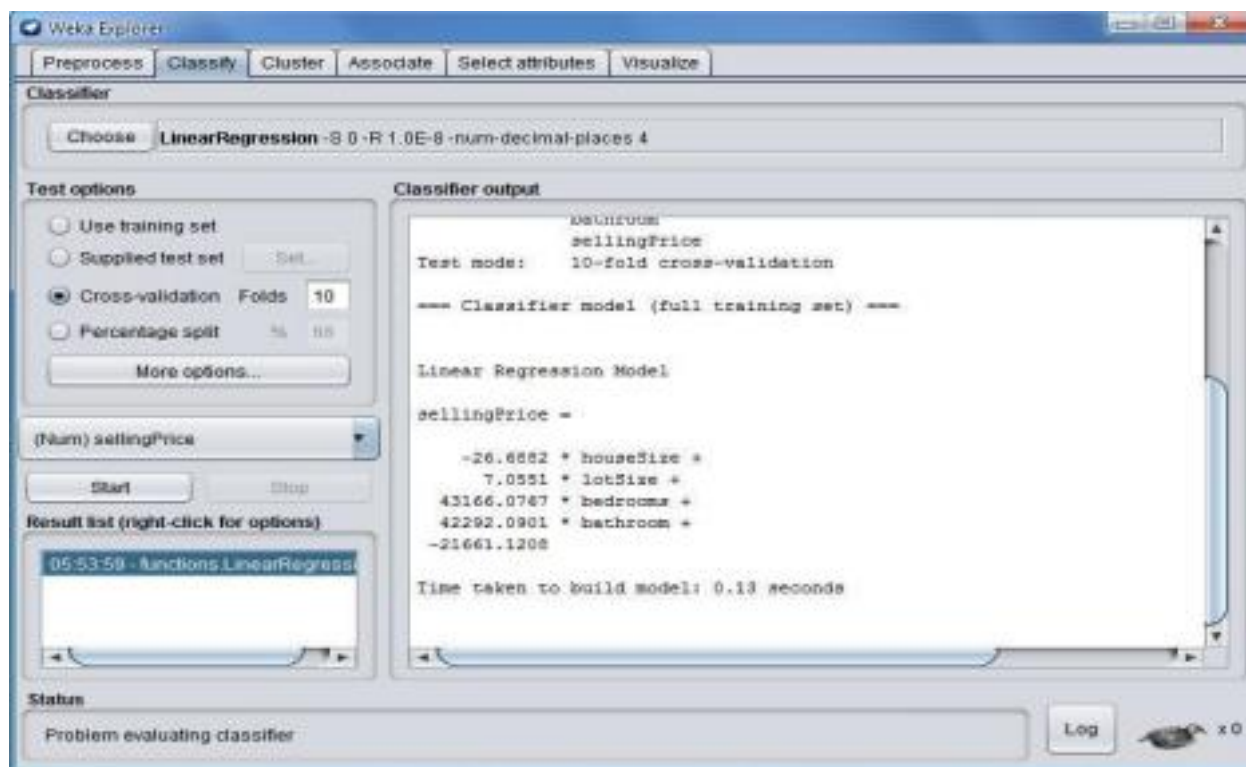 Weka Explorer
Preprocess Classify Cluster Associate Select attributes Visualize
Classifier
Choose LinearRegression -S 0 -R 1.0E-8 -num-decimal-places 4
Test options
Use training set
Supplied test set Set...
Cross-validation Folds 10
Percentage split % 66
More options...
(Num) sellingPrice
Start Stop
Result list (right-click for options)
05:53:59 - functions.LinearRegress
Classifier output
bathroom
sellingPrice
Test mode: 10-fold cross-validation
=== Classifier model (full training set) ===
Linear Regression Model
sellingPrice =
-26.6882 * houseSize +
7.0551 * lotSize +
43166.0767 * bedrooms +
42292.0901 * bathroom +
-21661.1208
Time taken to build model: 0.13 seconds
Status
Problem evaluating classifier
Log
x 0